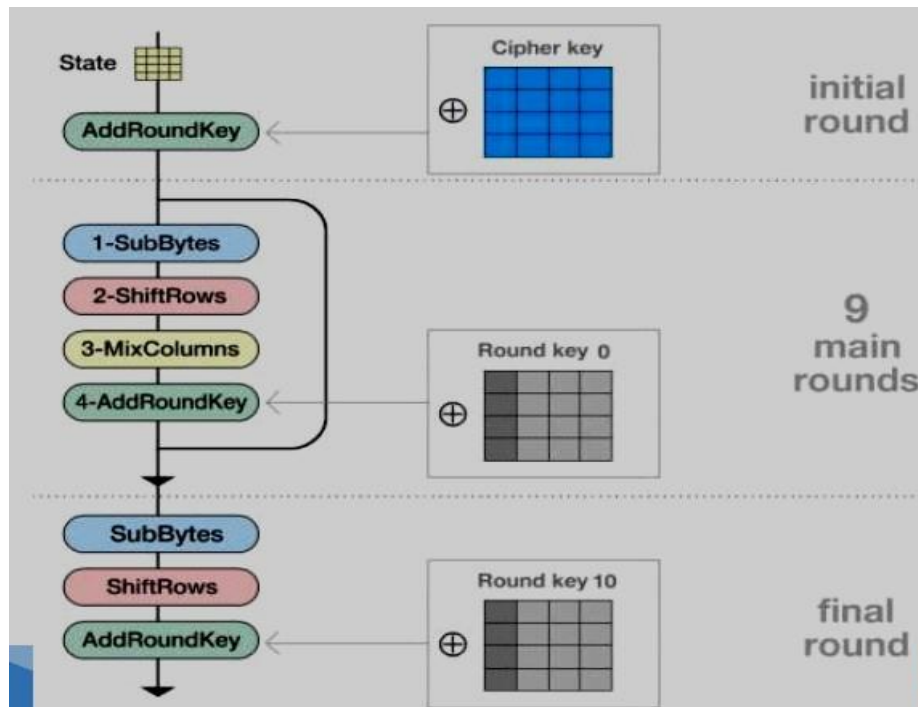 State
AddRoundKey
Cipher key
initial
round
1-SubBytes
2-ShiftRows
3-MixColumns
4-AddRoundKey
Round key 0
9
main
rounds
SubBytes
ShiftRows
AddRoundKey
Round key 10
final
round